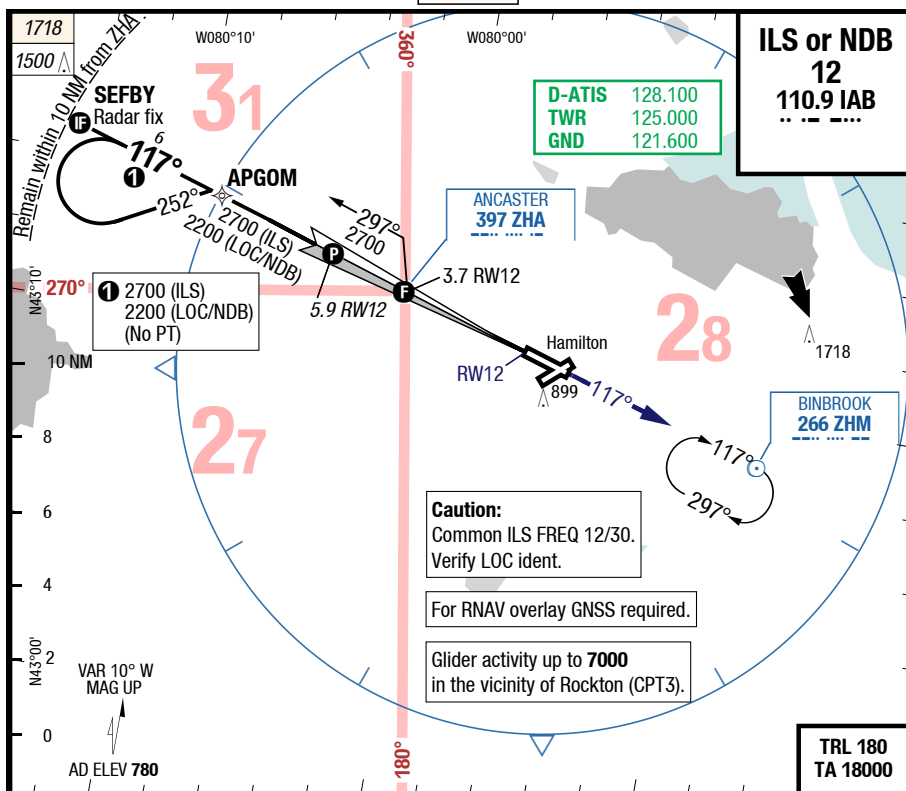 1718
1500
Remain within 10 NM from ZHA.
W080°10'
360°
W080°00'
ILS or NDB
12
110.9 IAB
D-ATIS 128.100
TWR 125.000
GND 121.600
31
IF
SEFBY
Radar fix
6
117°
1
252°
APGOM
2700 (ILS)
2200 (LOC/NDB)
297°
2700
ANCASTER
397 ZHA
P
5.9 RW12
F
3.7 RW12
N43°10'
270°
1 2700 (ILS)
2200 (LOC/NDB)
(No PT)
28
1718
Hamilton
RW12
899
117°
10 NM
8
6
4
2
0
27
BINBROOK
266 ZHM
117°
297°
Caution:
Common ILS FREQ 12/30.
Verify LOC ident.
For RNAV overlay GNSS required.
Glider activity up to 7000
in the vicinity of Rockton (CPT3).
N43°00'
VAR 10° W
MAG UP
AD ELEV 780
180°
TRL 180
TA 18000